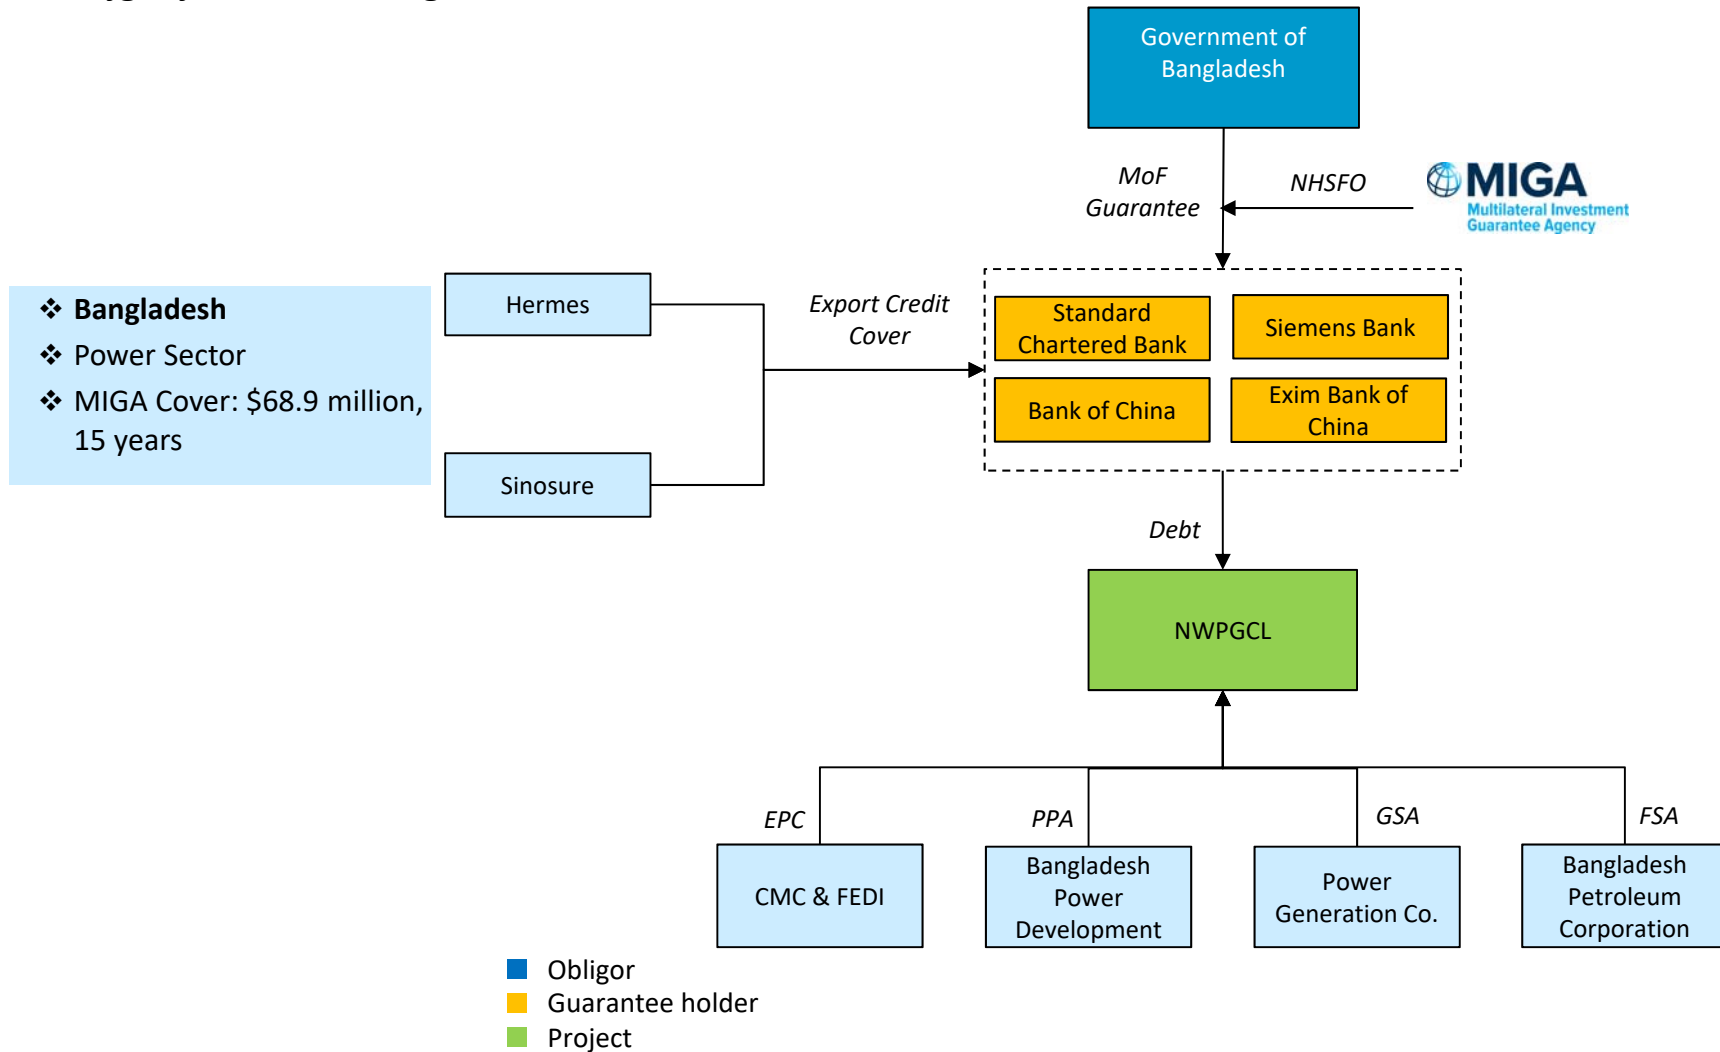 Government of
Bangladesh
MoF
Guarantee
NHSFO
MIGA
Multilateral Investment
Guarantee Agency
❖ Bangladesh
❖ Power Sector
❖ MIGA Cover: $68.9 million,
15 years
Hermes
Sinosure
Export Credit
Cover
Standard
Chartered Bank
Siemens Bank
Bank of China
Exim Bank of
China
Debt
NWPGCL
EPC
PPA
GSA
FSA
CMC & FEDI
Bangladesh
Power
Development
Power
Generation Co.
Bangladesh
Petroleum
Corporation
Obligor
Guarantee holder
Project